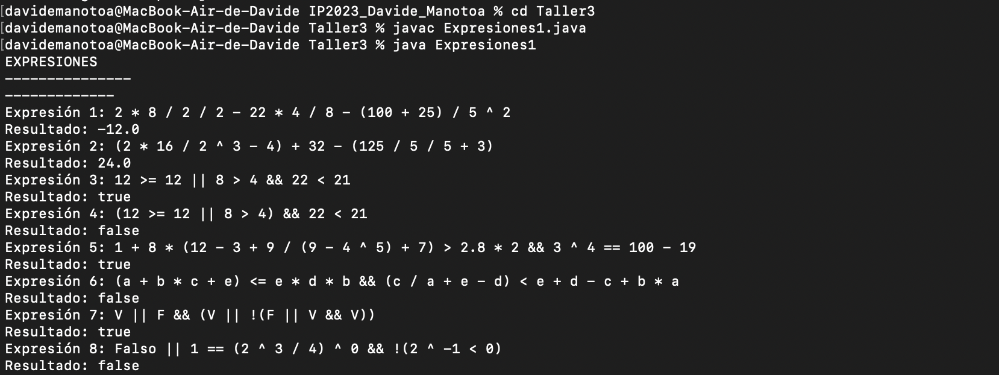 [davidemanotoa@MacBook-Air-de-Davide IP2023_Davide_Manotoa % cd Taller3
[davidemanotoa@MacBook-Air-de-Davide Taller3 % javac Expresiones1.java
[davidemanotoa@MacBook-Air-de-Davide Taller3 % java Expresiones1
EXPRESIONES
---------------
-------------
Expresión 1: 2 * 8 / 2 / 2 - 22 * 4 / 8 - (100 + 25) / 5 ^ 2
Resultado: -12.0
Expresión 2: (2 * 16 / 2 ^ 3 - 4) + 32 - (125 / 5 / 5 + 3)
Resultado: 24.0
Expresión 3: 12 >= 12 || 8 > 4 && 22 < 21
Resultado: true
Expresión 4: (12 >= 12 || 8 > 4) && 22 < 21
Resultado: false
Expresión 5: 1 + 8 * (12 - 3 + 9 / (9 - 4 ^ 5) + 7) > 2.8 * 2 && 3 ^ 4 == 100 - 19
Resultado: true
Expresión 6: (a + b * c + e) <= e * d * b && (c / a + e - d) < e + d - c + b * a
Resultado: false
Expresión 7: V || F && (V || !(F || V && V))
Resultado: true
Expresión 8: Falso || 1 == (2 ^ 3 / 4) ^ 0 && !(2 ^ -1 < 0)
Resultado: false